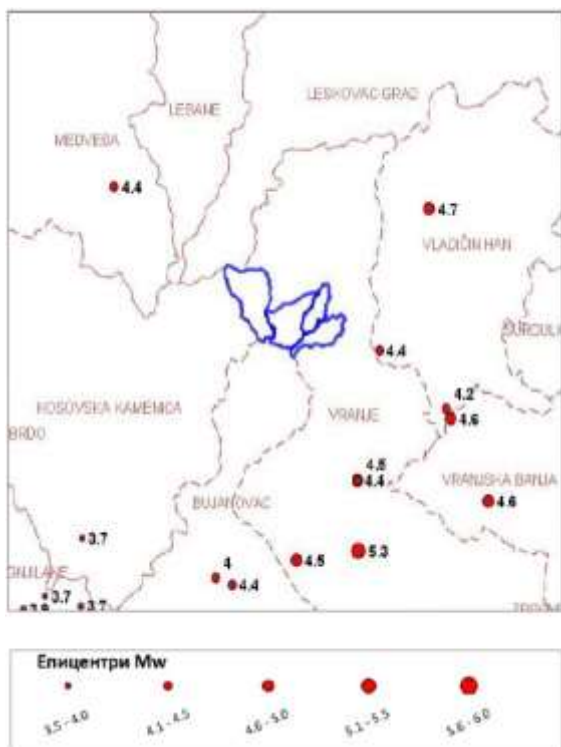 LESKOVAC GRAD
LEBANE
MEDVEĐA
4.4
4.7
VLADIČIN HAN
SURDULI
4.4
KOSOVSKA KAMENICA
4.2
VRANJE
4.6
BRDO
4.5
4.4
VRANJSKA BANJA
4.6
BUJANOVAC
3.7
5.3
4.5
GNJILANE
4
4.4
3.7
3.7
Епицентри Mw
3.5 - 4.0
4.1 - 4.5
4.6 - 5.0
5.1 - 5.5
5.6 - 6.0